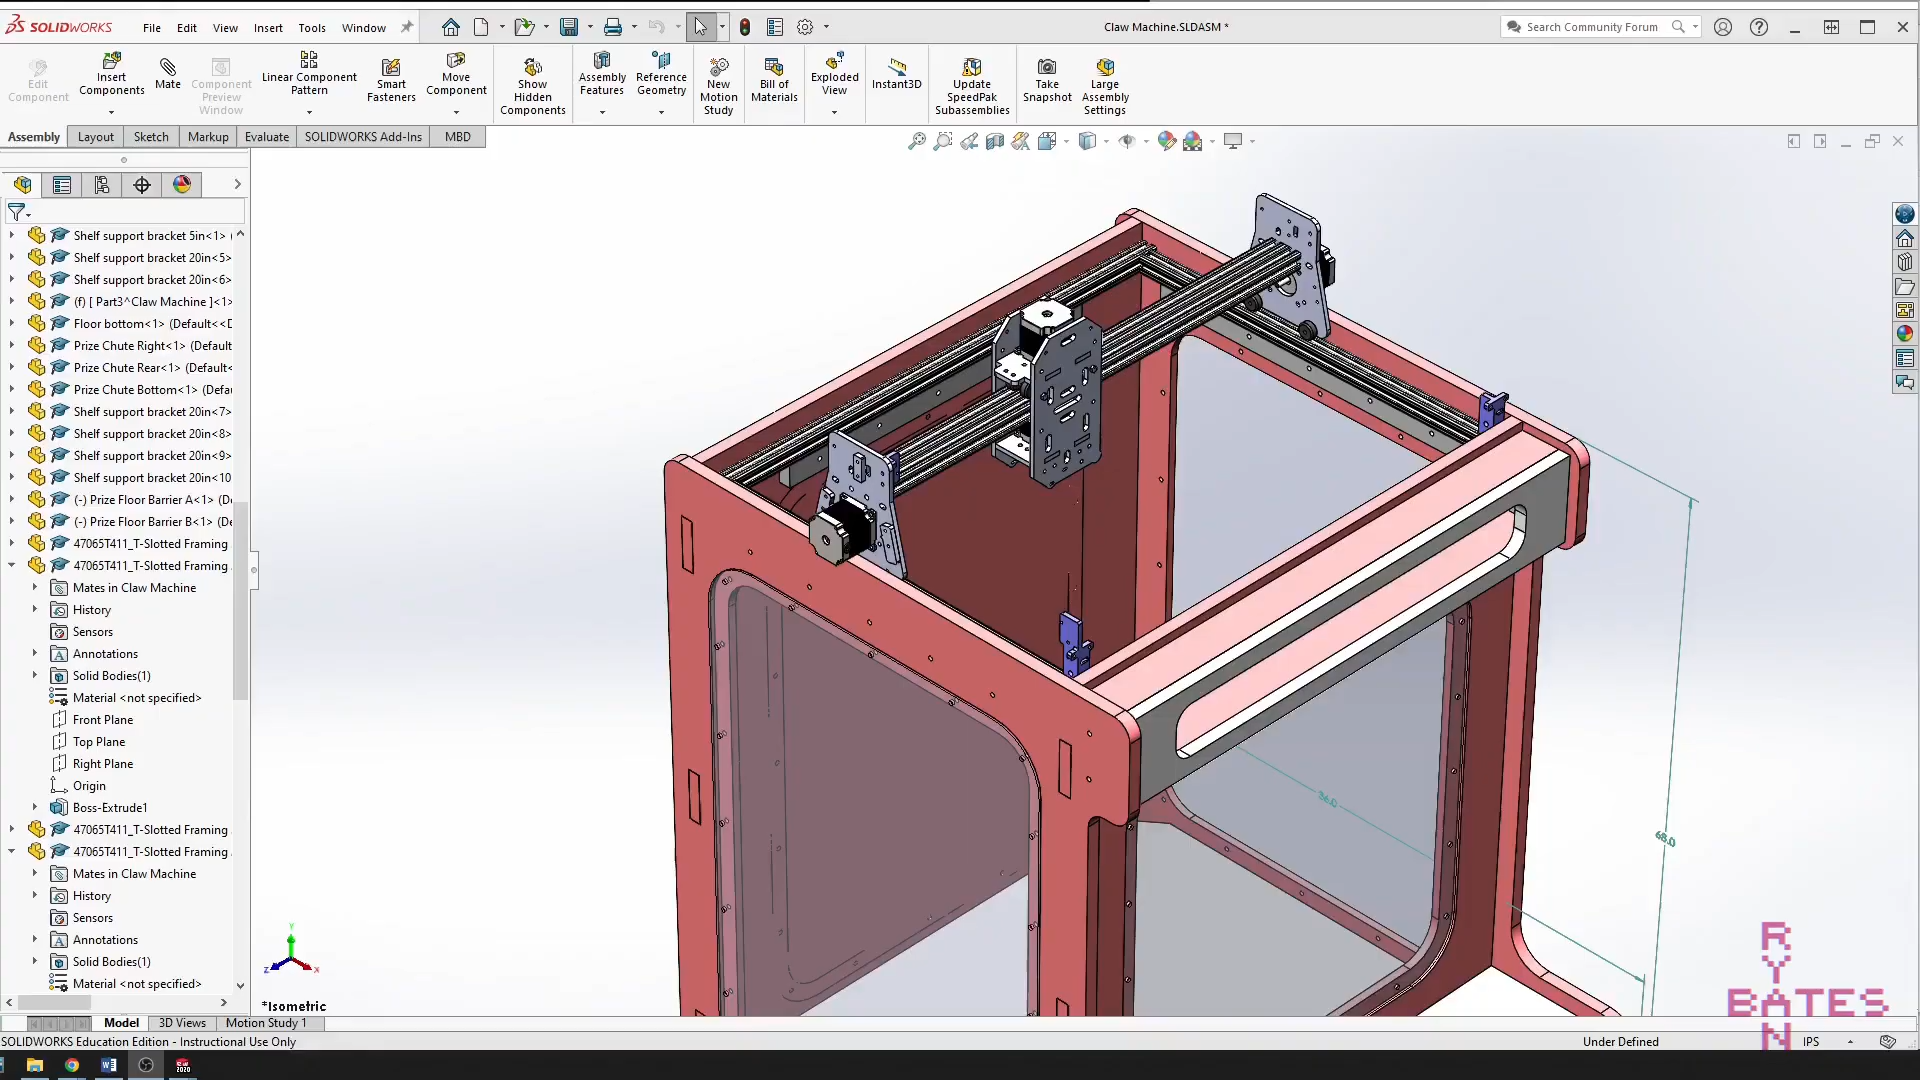 SOLIDWORKS File Edit View Insert Tools Window
Claw Machine.SLDASM *
Search Community Forum
Edit Component
Insert Components
Mate
Component Preview Window
Linear Component Pattern
Smart Fasteners
Move Component
Show Hidden Components
Assembly Features
Reference Geometry
New Motion Study
Bill of Materials
Exploded View
Instant3D
Update SpeedPak Subassemblies
Take Snapshot
Large Assembly Settings
Assembly Layout Sketch Markup Evaluate SOLIDWORKS Add-Ins MBD
Shelf support bracket 5in<1> (
Shelf support bracket 20in<5>
Shelf support bracket 20in<6>
(f) [ Part3^Claw Machine ]<1>
Floor bottom<1> (Default<<D
Prize Chute Right<1> (Default
Prize Chute Rear<1> (Default<
Prize Chute Bottom<1> (Defau
Shelf support bracket 20in<7>
Shelf support bracket 20in<8>
Shelf support bracket 20in<9>
Shelf support bracket 20in<10
(-) Prize Floor Barrier A<1> (De
(-) Prize Floor Barrier B<1> (De
47065T411_T-Slotted Framing
47065T411_T-Slotted Framing
Mates in Claw Machine
History
Sensors
Annotations
Solid Bodies(1)
Material <not specified>
Front Plane
Top Plane
Right Plane
Origin
Boss-Extrude1
47065T411_T-Slotted Framing
47065T411_T-Slotted Framing
Mates in Claw Machine
History
Sensors
Annotations
Solid Bodies(1)
Material <not specified>
36.0
68.0
Y
Z
X
*Isometric
RYAN
BATES
Model 3D Views Motion Study 1
SOLIDWORKS Education Edition - Instructional Use Only
Under Defined
IPS